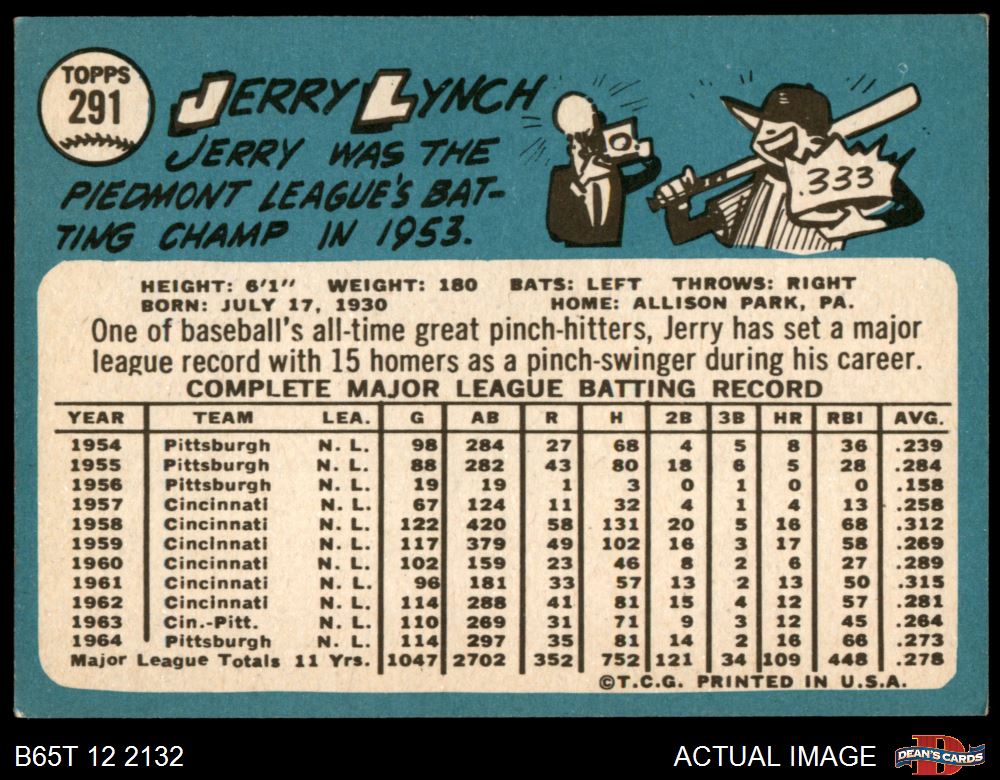 TOPPS
291
JERRY LYNCH
JERRY WAS THE
PIEDMONT LEAGUE'S BAT-
TING CHAMP IN 1953.
.333
HEIGHT: 6'1" WEIGHT: 180 BATS: LEFT THROWS: RIGHT
BORN: JULY 17, 1930 HOME: ALLISON PARK, PA.
One of baseball's all-time great pinch-hitters, Jerry has set a major
league record with 15 homers as a pinch-swinger during his career.
COMPLETE MAJOR LEAGUE BATTING RECORD
YEAR TEAM LEA. G AB R H 2B 3B HR RBI AVG.
1954 Pittsburgh N. L. 98 284 27 68 4 5 8 36 .239
1955 Pittsburgh N. L. 88 282 43 80 18 6 5 28 .284
1956 Pittsburgh N. L. 19 19 1 3 0 1 0 0 .158
1957 Cincinnati N. L. 67 124 11 32 4 1 4 13 .258
1958 Cincinnati N. L. 122 420 58 131 20 5 16 68 .312
1959 Cincinnati N. L. 117 379 49 102 16 3 17 58 .269
1960 Cincinnati N. L. 102 159 23 46 8 2 6 27 .289
1961 Cincinnati N. L. 96 181 33 57 13 2 13 50 .315
1962 Cincinnati N. L. 114 288 41 81 15 4 12 57 .281
1963 Cin.-Pitt. N. L. 110 269 31 71 9 3 12 45 .264
1964 Pittsburgh N. L. 114 297 35 81 14 2 16 66 .273
Major League Totals 11 Yrs. 1047 2702 352 752 121 34 109 448 .278
©T.C.G. PRINTED IN U.S.A.
B65T 12 2132
ACTUAL IMAGE
DEAN'S CARDS